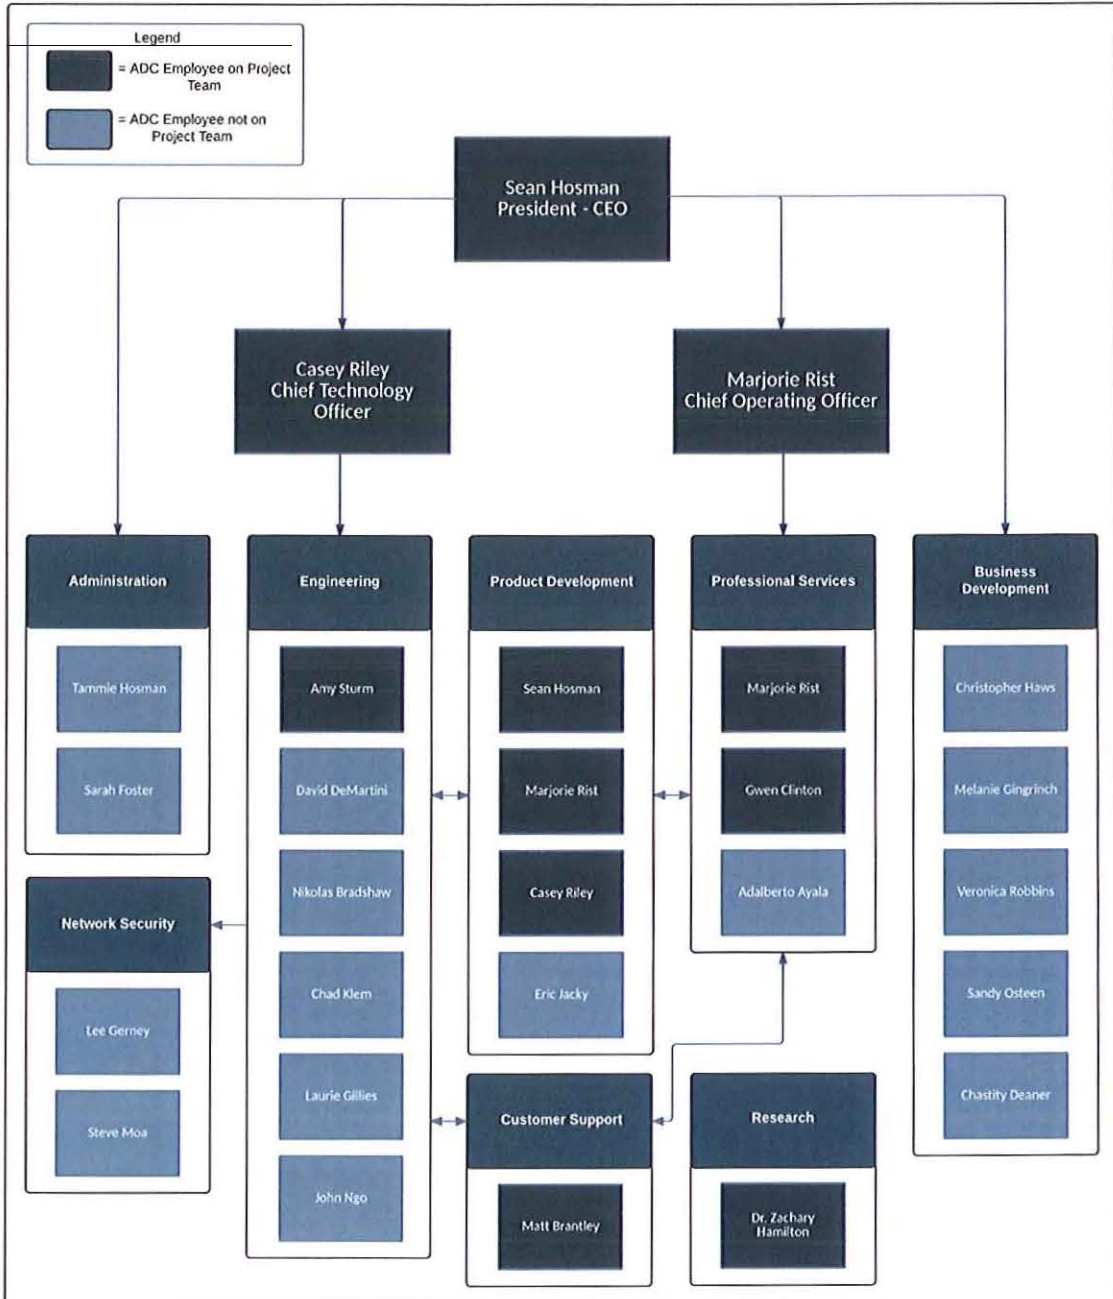 Legend
= ADC Employee on Project
Team
= ADC Employee not on
Project Team
Sean Hosman
President - CEO
Casey Riley
Chief Technology
Officer
Marjorie Rist
Chief Operating Officer
Administration
Tammie Hosman
Sarah Foster
Network Security
Lee Gerney
Steve Moa
Engineering
Amy Sturm
David DeMartini
Nikolas Bradshaw
Chad Klem
Laurie Gillies
John Ngo
Product Development
Sean Hosman
Marjorie Rist
Casey Riley
Eric Jacky
Customer Support
Matt Brantley
Professional Services
Marjorie Rist
Gwen Clinton
Adalberto Ayala
Research
Dr. Zachary
Hamilton
Business
Development
Christopher Haws
Melanie Gingrinch
Veronica Robbins
Sandy Osteen
Chastity Deaner